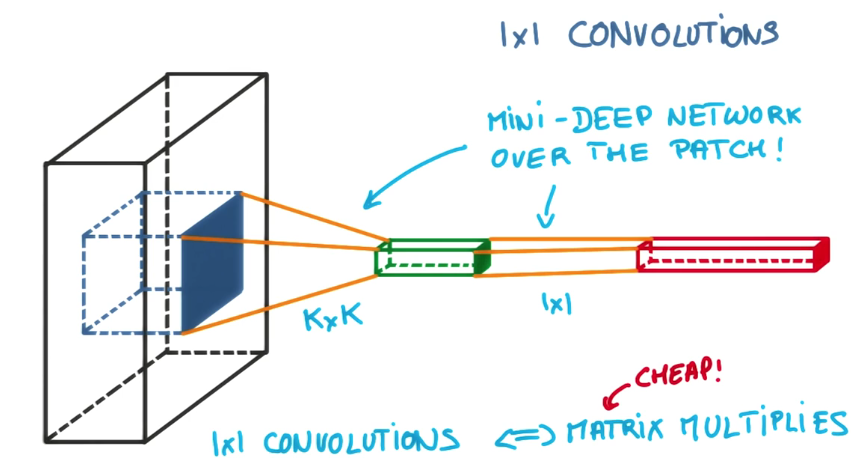 1x1 CONVOLUTIONS
MINI-DEEP NETWORK
OVER THE PATCH!
KxK
1x1
CHEAP!
1x1 CONVOLUTIONS <=> MATRIX MULTIPLIES